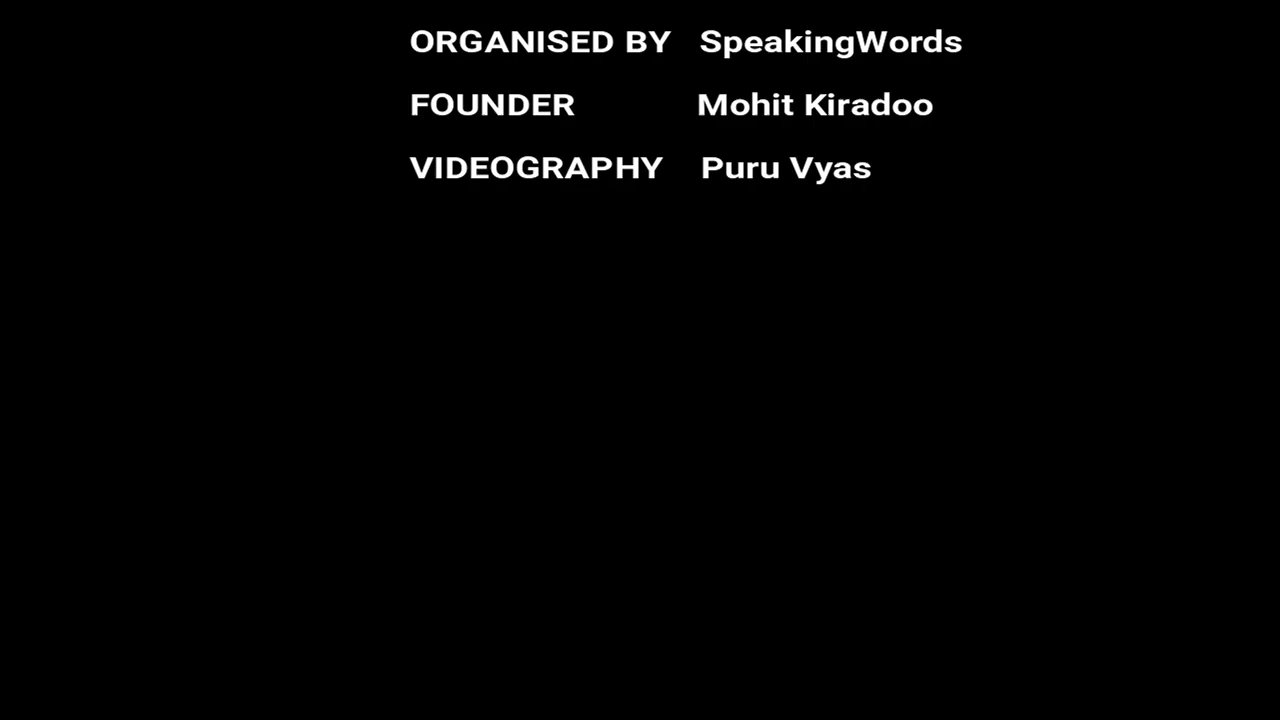 ORGANISED BY SpeakingWords
FOUNDER Mohit Kiradoo
VIDEOGRAPHY Puru Vyas